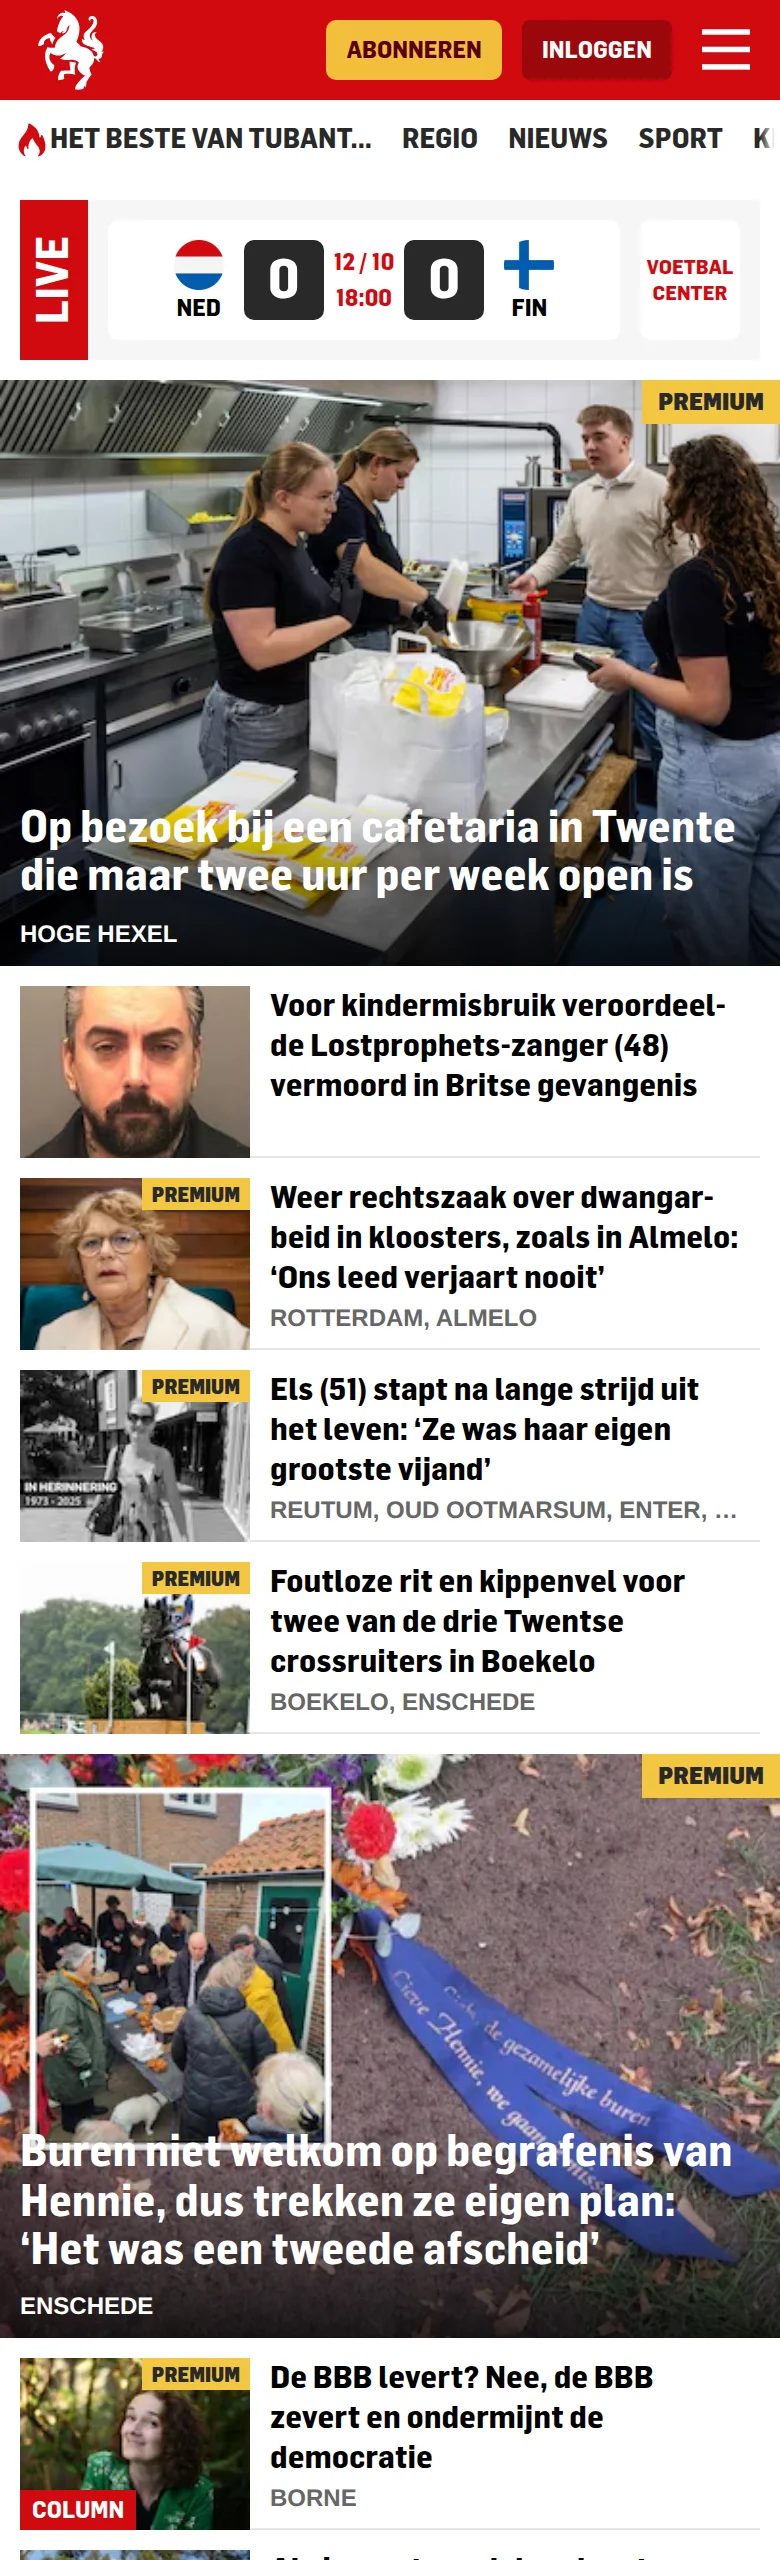 ABONNEREN
INLOGGEN
HET BESTE VAN TUBANT...
REGIO
NIEUWS
SPORT
LIVE
NED
0
12 / 10
18:00
0
FIN
VOETBAL
CENTER
PREMIUM
Op bezoek bij een cafetaria in Twente
die maar twee uur per week open is
HOGE HEXEL
Voor kindermisbruik veroordeel-
de Lostprophets-zanger (48)
vermoord in Britse gevangenis
PREMIUM
Weer rechtszaak over dwangar-
beid in kloosters, zoals in Almelo:
‘Ons leed verjaart nooit’
ROTTERDAM, ALMELO
PREMIUM
IN HERINNERING
1973 - 2025
Els (51) stapt na lange strijd uit
het leven: ‘Ze was haar eigen
grootste vijand’
REUTUM, OUD OOTMARSUM, ENTER, ...
PREMIUM
Foutloze rit en kippenvel voor
twee van de drie Twentse
crossruiters in Boekelo
BOEKELO, ENSCHEDE
PREMIUM
de gezamelijke buren
Lieve Hennie, we gaan
Buren niet welkom op begrafenis van
Hennie, dus trekken ze eigen plan:
‘Het was een tweede afscheid’
ENSCHEDE
PREMIUM
COLUMN
De BBB levert? Nee, de BBB
zevert en ondermijnt de
democratie
BORNE